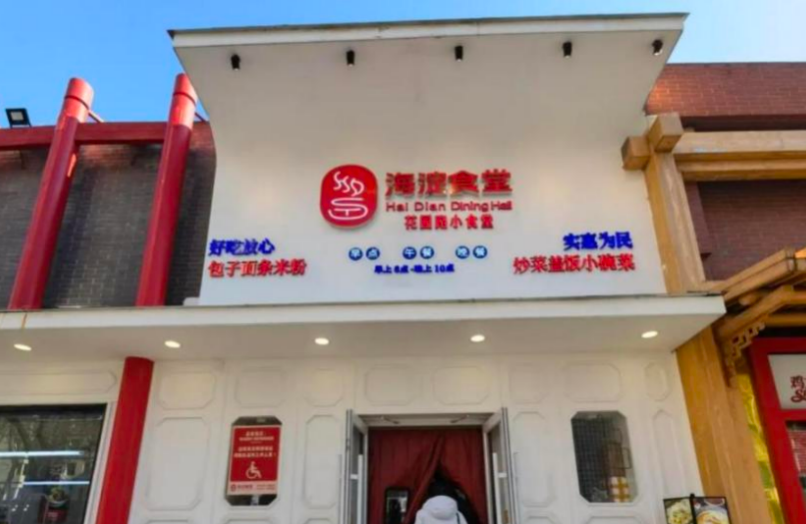 海淀食堂
Hai Dian Dining Hall
花园路小食堂
好吃放心
包子面条米粉
早点 午餐 晚餐
早上6点-晚上10点
实惠为民
炒菜盖饭小碗菜
鸡